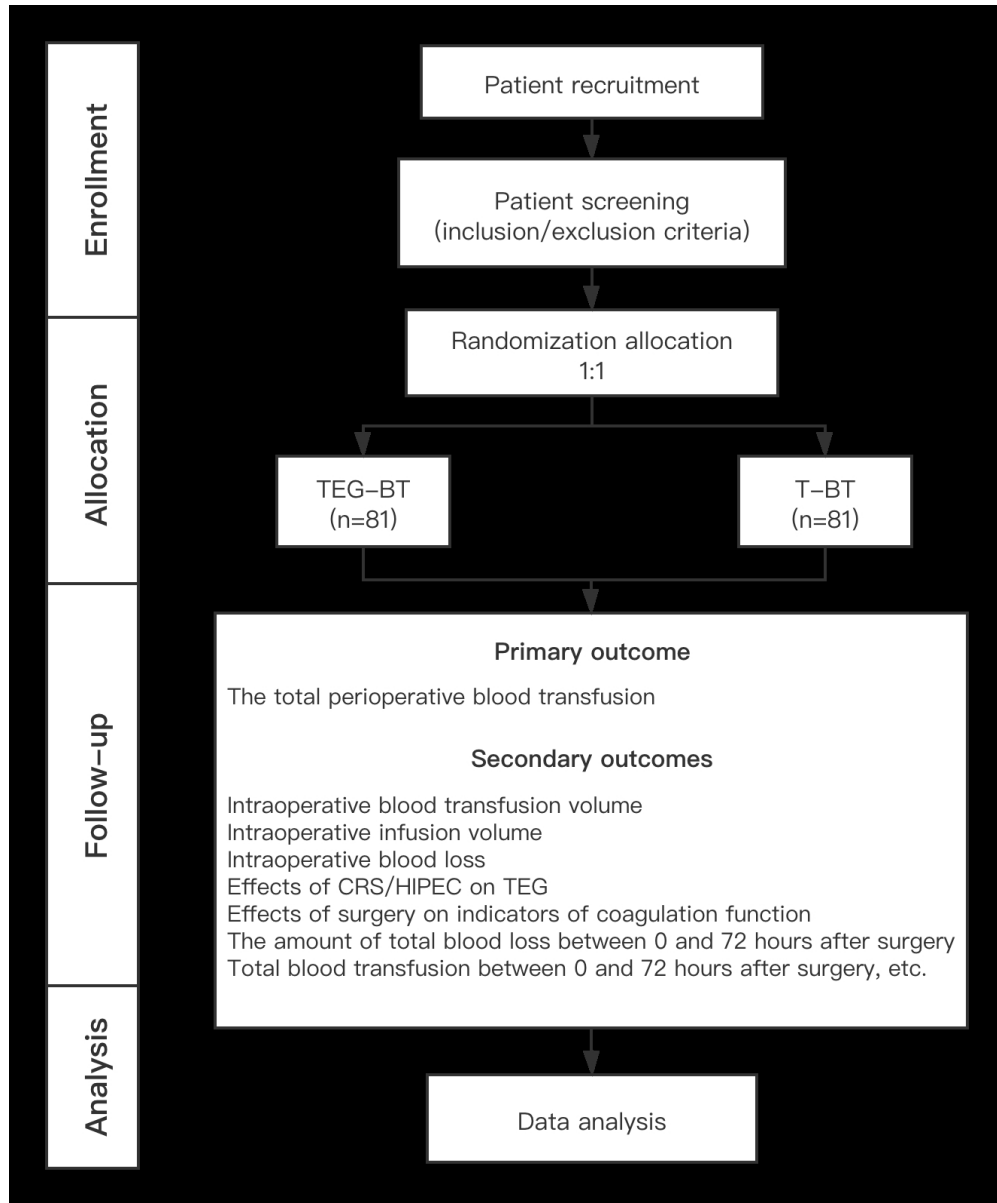 Enrollment
Patient recruitment
Patient screening
(inclusion/exclusion criteria)
Allocation
Randomization allocation
1:1
TEG–BT
(n=81)
T–BT
(n=81)
Follow–up
Primary outcome
The total perioperative blood transfusion
Secondary outcomes
Intraoperative blood transfusion volume
Intraoperative infusion volume
Intraoperative blood loss
Effects of CRS/HIPEC on TEG
Effects of surgery on indicators of coagulation function
The amount of total blood loss between 0 and 72 hours after surgery
Total blood transfusion between 0 and 72 hours after surgery, etc.
Analysis
Data analysis